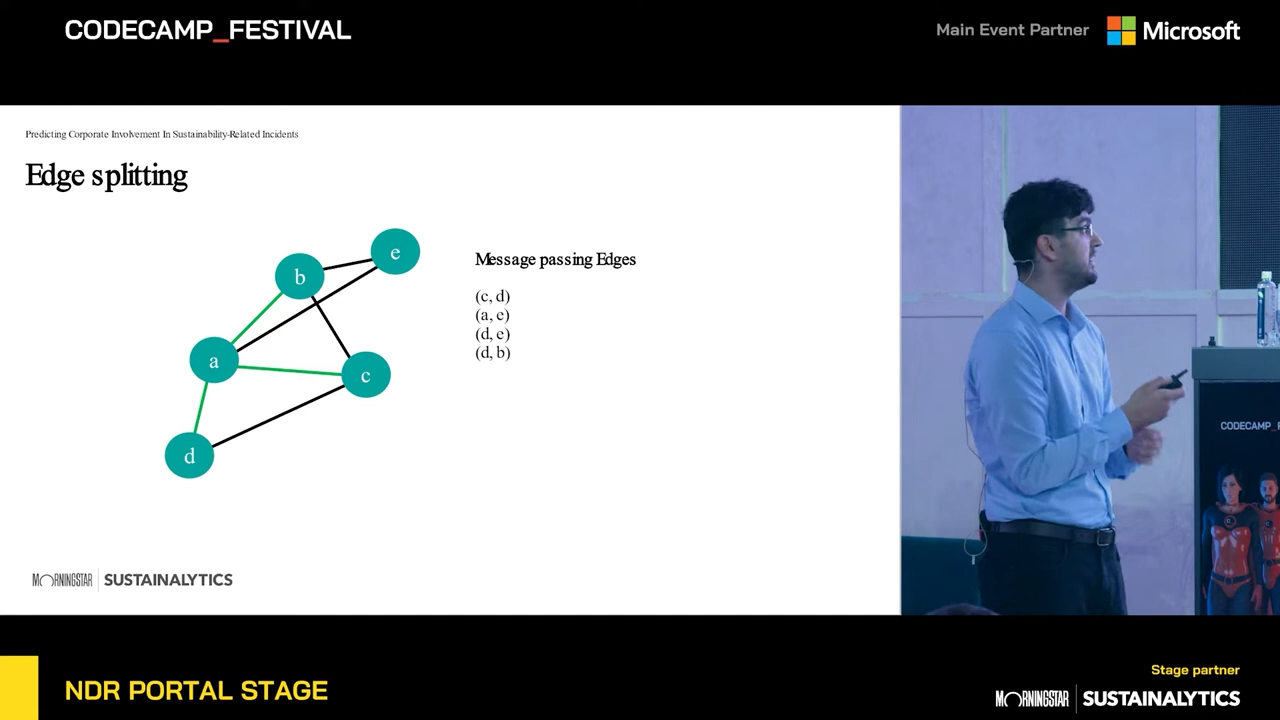 CODECAMP_FESTIVAL
Main Event Partner Microsoft
Predicting Corporate Involvement In Sustainability-Related Incidents
Edge splitting
e
b
a
c
d
Message passing Edges
(c, d)
(a, e)
(d, e)
(d, b)
CODECAMP_F
MORNINGSTAR SUSTAINALYTICS
NDR PORTAL STAGE
Stage partner
MORNINGSTAR SUSTAINALYTICS